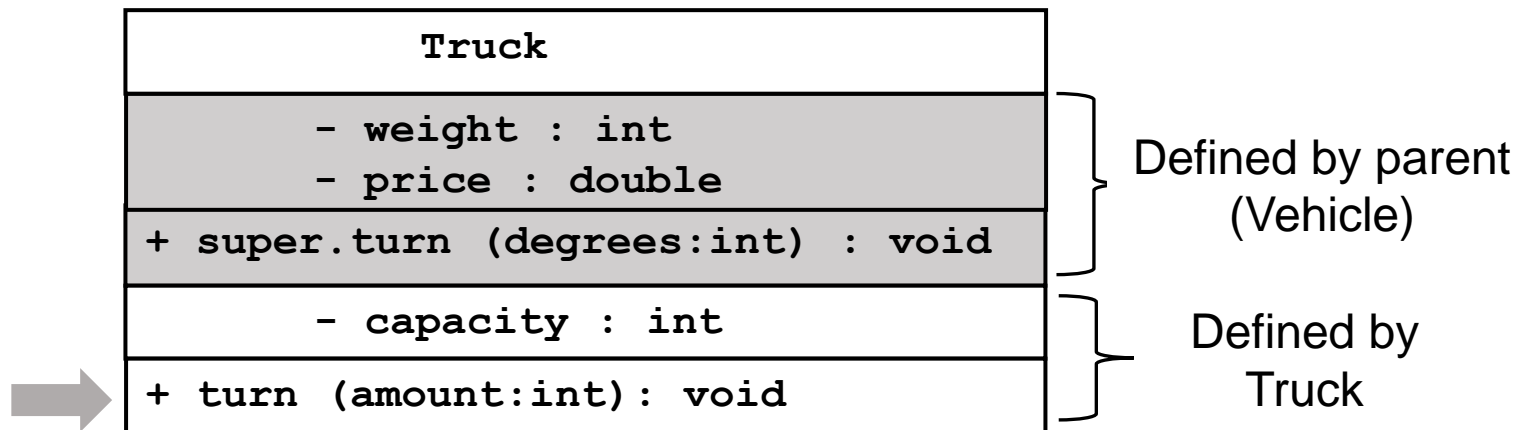 Truck
- weight : int
- price : double
+ super.turn (degrees:int) : void
Defined by parent
(Vehicle)
- capacity : int
+ turn (amount:int): void
Defined by
Truck